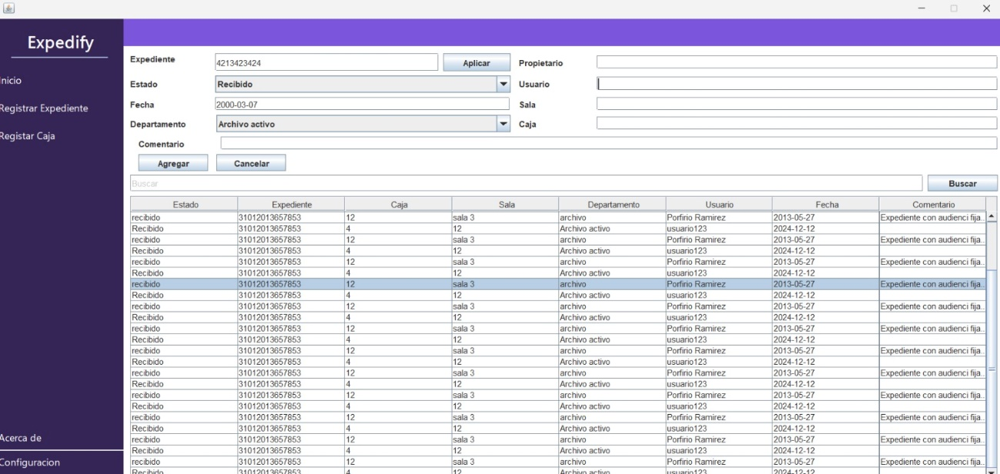 Expedify
Inicio
Registrar Expediente
Registar Caja
Acerca de
Configuracion
Expediente 4213423424 Aplicar Propietario
Estado Recibido Usuario
Fecha 2000-03-07 Sala
Departamento Archivo activo Caja
Comentario
Agregar Cancelar
Buscar Buscar
Estado Expediente Caja Sala Departamento Usuario Fecha Comentario
recibido 31012013657853 12 sala 3 archivo Porfirio Ramirez 2013-05-27 Expediente con audienci fija...
Recibido 31012013657853 4 12 Archivo activo usuario123 2024-12-12
recibido 31012013657853 12 sala 3 archivo Porfirio Ramirez 2013-05-27 Expediente con audienci fija...
Recibido 31012013657853 4 12 Archivo activo usuario123 2024-12-12
recibido 31012013657853 12 sala 3 archivo Porfirio Ramirez 2013-05-27 Expediente con audienci fija...
Recibido 31012013657853 4 12 Archivo activo usuario123 2024-12-12
recibido 31012013657853 12 sala 3 archivo Porfirio Ramirez 2013-05-27 Expediente con audienci fija...
Recibido 31012013657853 4 12 Archivo activo usuario123 2024-12-12
recibido 31012013657853 12 sala 3 archivo Porfirio Ramirez 2013-05-27 Expediente con audienci fija...
Recibido 31012013657853 4 12 Archivo activo usuario123 2024-12-12
recibido 31012013657853 12 sala 3 archivo Porfirio Ramirez 2013-05-27 Expediente con audienci fija...
Recibido 31012013657853 4 12 Archivo activo usuario123 2024-12-12
recibido 31012013657853 12 sala 3 archivo Porfirio Ramirez 2013-05-27 Expediente con audienci fija...
Recibido 31012013657853 4 12 Archivo activo usuario123 2024-12-12
recibido 31012013657853 12 sala 3 archivo Porfirio Ramirez 2013-05-27 Expediente con audienci fija...
Recibido 31012013657853 4 12 Archivo activo usuario123 2024-12-12
recibido 31012013657853 12 sala 3 archivo Porfirio Ramirez 2013-05-27 Expediente con audienci fija...
Recibido 31012013657853 4 12 Archivo activo usuario123 2024-12-12
recibido 31012013657853 12 sala 3 archivo Porfirio Ramirez 2013-05-27 Expediente con audienci fija...
Recibido 31012013657853 4 12 Archivo activo usuario123 2024-12-12
recibido 31012013657853 12 sala 3 archivo Porfirio Ramirez 2013-05-27 Expediente con audienci fija...
Recibido 31012013657853 4 12 Archivo activo usuario123 2024-12-12
recibido 31012013657853 12 sala 3 archivo Porfirio Ramirez 2013-05-27 Expediente con audienci fija...
Recibido 31012013657853 4 12 Archivo activo usuario123 2024-12-12